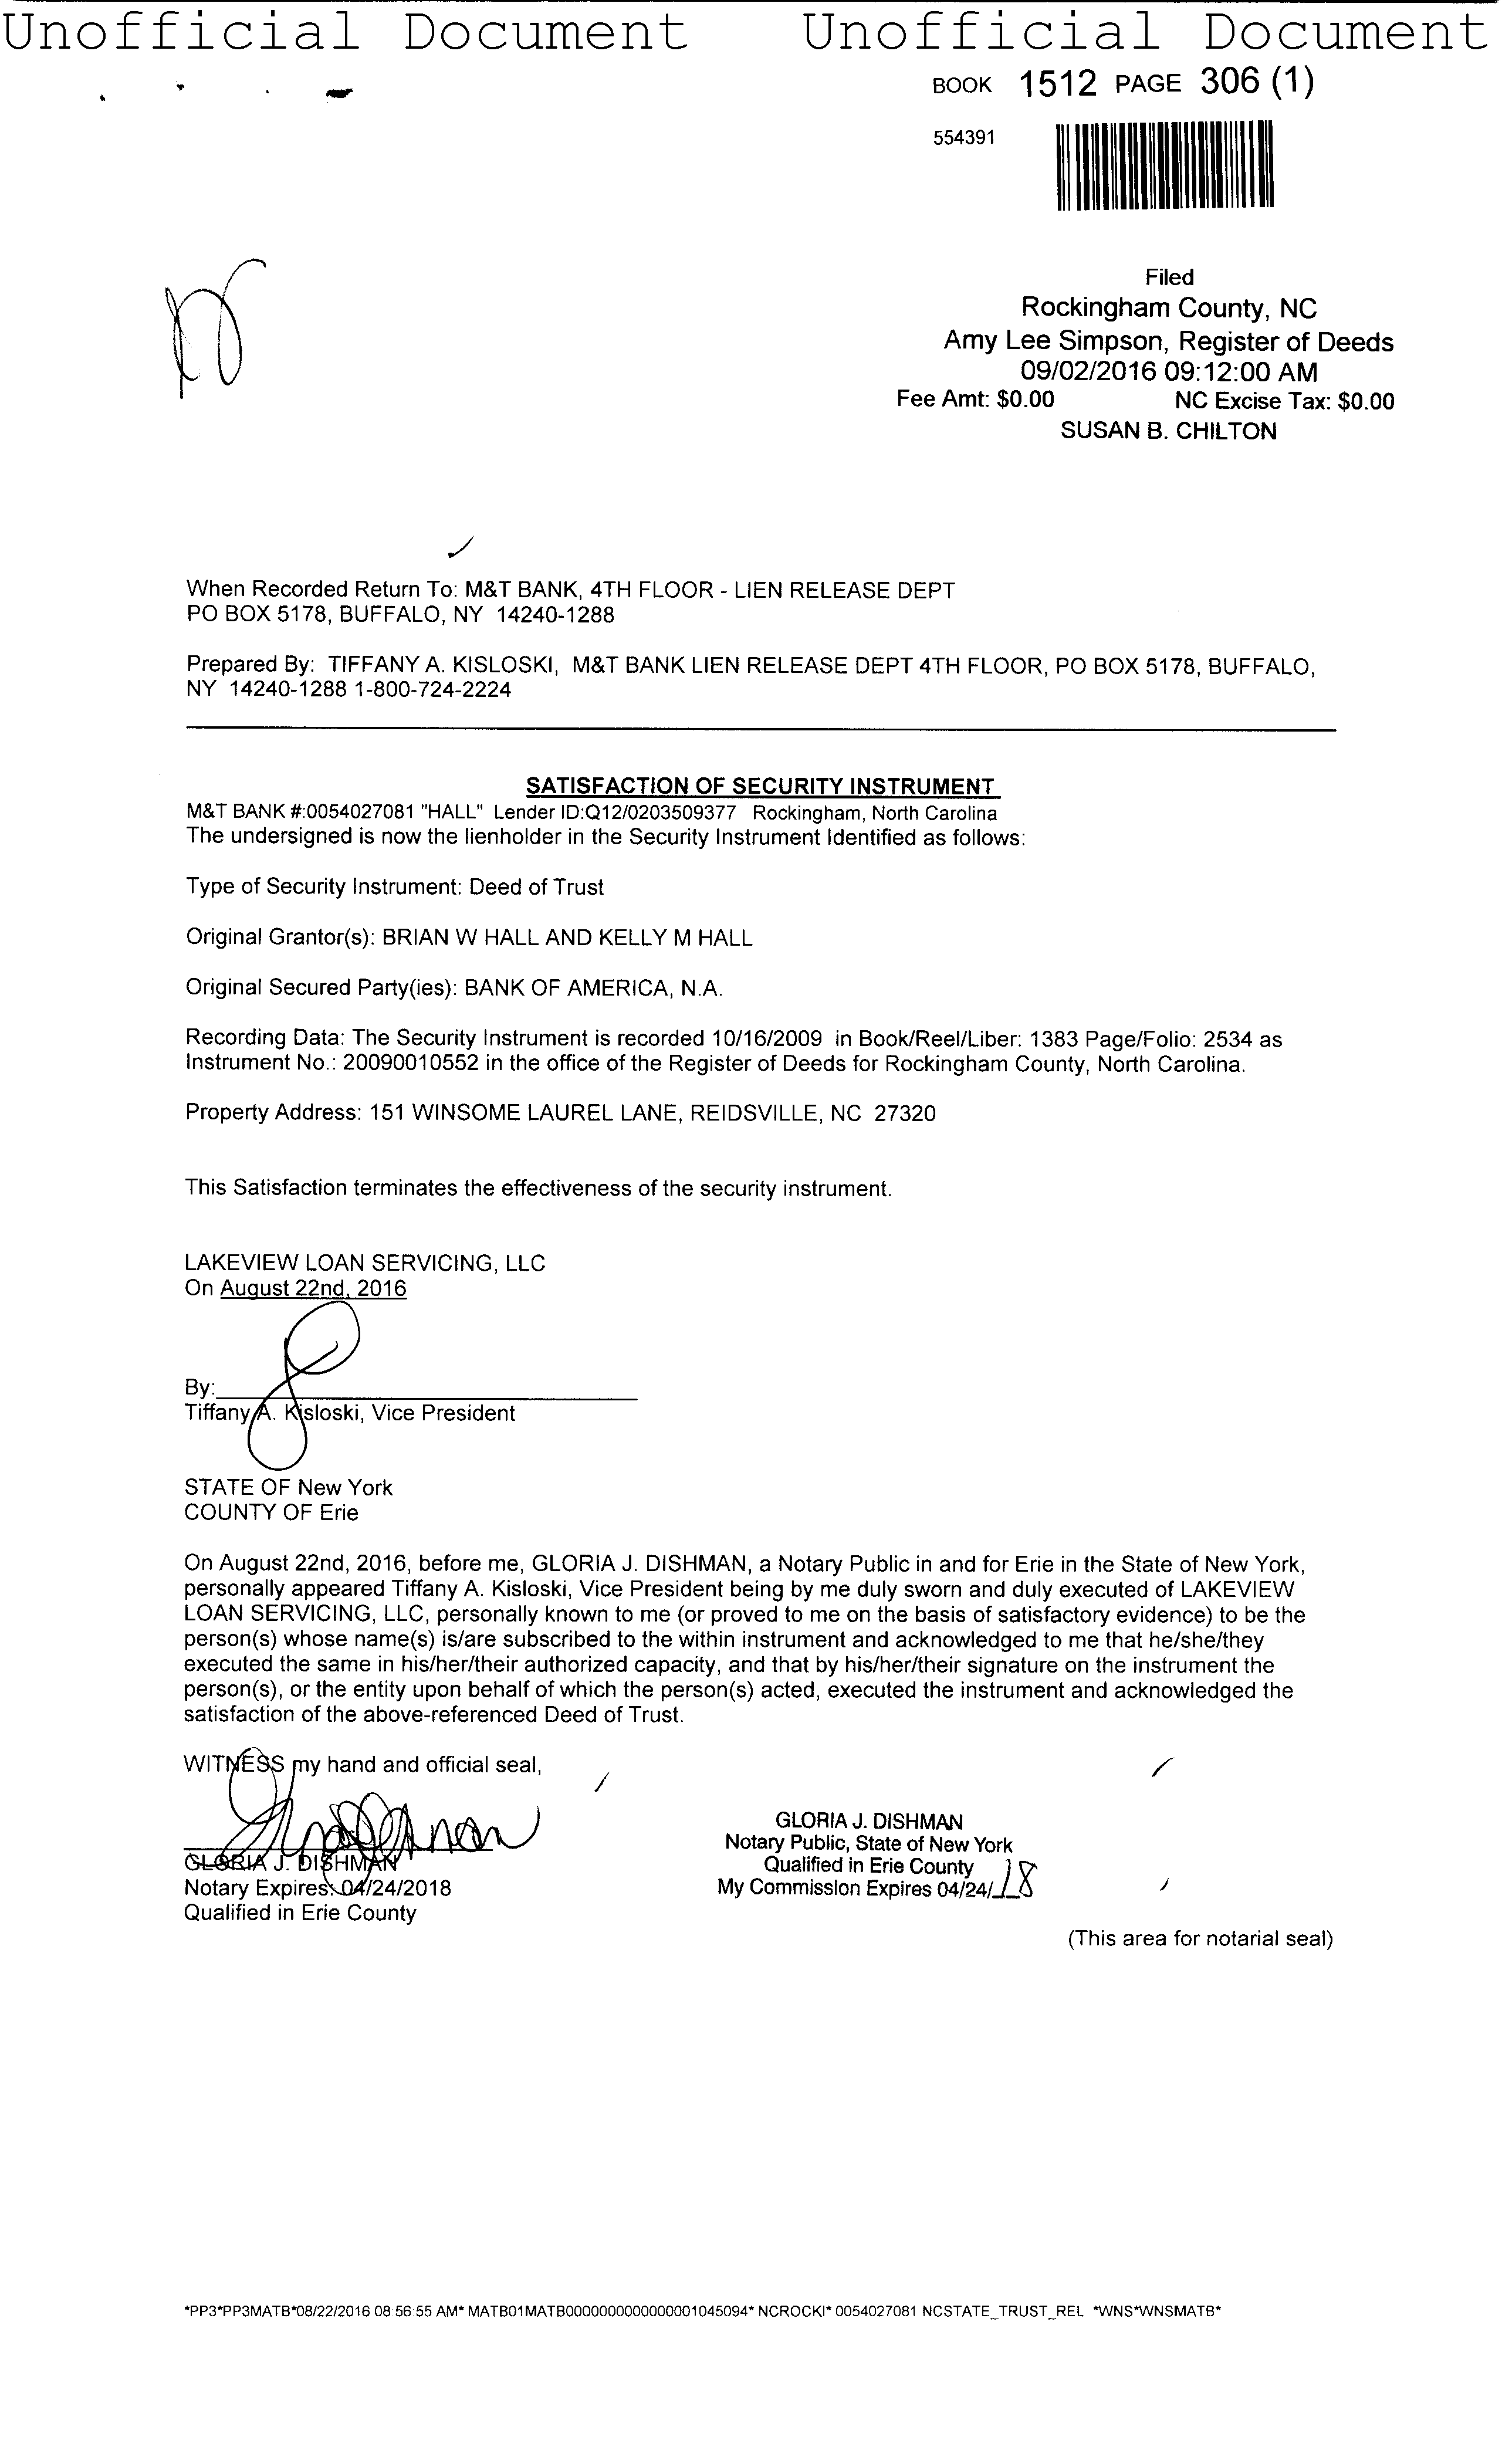 Unofficial Document Unofficial Document
BOOK 1512 PAGE 306 (1)
554391
Filed
Rockingham County, NC
Amy Lee Simpson, Register of Deeds
09/02/2016 09:12:00 AM
Fee Amt: $0.00 NC Excise Tax: $0.00
SUSAN B. CHILTON
When Recorded Return To: M&T BANK, 4TH FLOOR - LIEN RELEASE DEPT
PO BOX 5178, BUFFALO, NY 14240-1288
Prepared By: TIFFANY A. KISLOSKI, M&T BANK LIEN RELEASE DEPT 4TH FLOOR, PO BOX 5178, BUFFALO,
NY 14240-1288 1-800-724-2224
SATISFACTION OF SECURITY INSTRUMENT
M&T BANK #:0054027081 "HALL" Lender ID:Q12/0203509377 Rockingham, North Carolina
The undersigned is now the lienholder in the Security Instrument Identified as follows:
Type of Security Instrument: Deed of Trust
Original Grantor(s): BRIAN W HALL AND KELLY M HALL
Original Secured Party(ies): BANK OF AMERICA, N.A.
Recording Data: The Security Instrument is recorded 10/16/2009 in Book/Reel/Liber: 1383 Page/Folio: 2534 as
Instrument No.: 20090010552 in the office of the Register of Deeds for Rockingham County, North Carolina.
Property Address: 151 WINSOME LAUREL LANE, REIDSVILLE, NC 27320
This Satisfaction terminates the effectiveness of the security instrument.
LAKEVIEW LOAN SERVICING, LLC
On August 22nd, 2016
By:
Tiffany A. Kisloski, Vice President
STATE OF New York
COUNTY OF Erie
On August 22nd, 2016, before me, GLORIA J. DISHMAN, a Notary Public in and for Erie in the State of New York,
personally appeared Tiffany A. Kisloski, Vice President being by me duly sworn and duly executed of LAKEVIEW
LOAN SERVICING, LLC, personally known to me (or proved to me on the basis of satisfactory evidence) to be the
person(s) whose name(s) is/are subscribed to the within instrument and acknowledged to me that he/she/they
executed the same in his/her/their authorized capacity, and that by his/her/their signature on the instrument the
person(s), or the entity upon behalf of which the person(s) acted, executed the instrument and acknowledged the
satisfaction of the above-referenced Deed of Trust.
WITNESS my hand and official seal,
GLORIA J. DISHMAN
Notary Expires: 04/24/2018
Qualified in Erie County
GLORIA J. DISHMAN
Notary Public, State of New York
Qualified in Erie County
My Commission Expires 04/24/18
(This area for notarial seal)
*PP3*PP3MATB*08/22/2016 08:56:55 AM* MATB01MATB0000000000000001045094* NCROCKI* 0054027081 NCSTATE_TRUST_REL *WNS*WNSMATB*